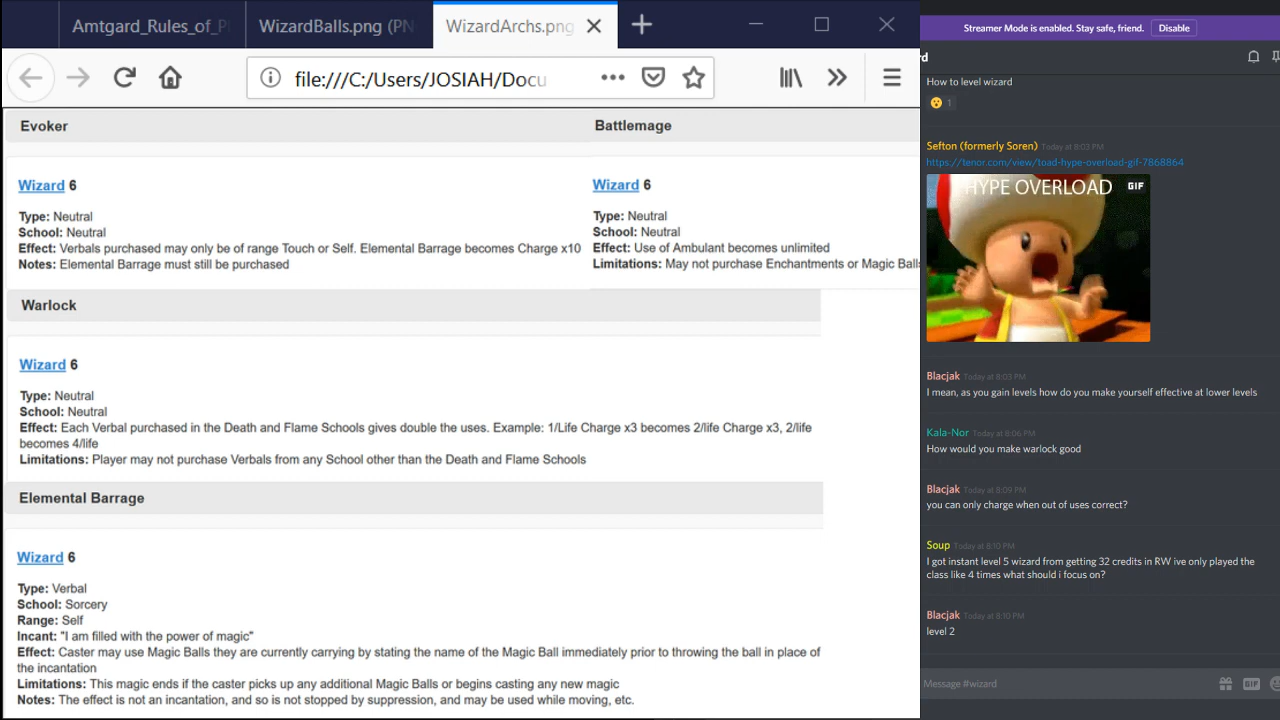 Amtgard_Rules_of_P
WizardBalls.png (PN
WizardArchs.png
file:///C:/Users/JOSIAH/Docu
Evoker
Battlemage
Wizard 6
Type: Neutral
School: Neutral
Effect: Verbals purchased may only be of range Touch or Self. Elemental Barrage becomes Charge x10
Notes: Elemental Barrage must still be purchased
Wizard 6
Type: Neutral
School: Neutral
Effect: Use of Ambulant becomes unlimited
Limitations: May not purchase Enchantments or Magic Balls
Warlock
Wizard 6
Type: Neutral
School: Neutral
Effect: Each Verbal purchased in the Death and Flame Schools gives double the uses. Example: 1/Life Charge x3 becomes 2/life Charge x3, 2/life
becomes 4/life
Limitations: Player may not purchase Verbals from any School other than the Death and Flame Schools
Elemental Barrage
Wizard 6
Type: Verbal
School: Sorcery
Range: Self
Incant: "I am filled with the power of magic"
Effect: Caster may use Magic Balls they are currently carrying by stating the name of the Magic Ball immediately prior to throwing the ball in place of
the incantation
Limitations: This magic ends if the caster picks up any additional Magic Balls or begins casting any new magic
Notes: The effect is not an incantation, and so is not stopped by suppression, and may be used while moving, etc.
Streamer Mode is enabled. Stay safe, friend. Disable
rd
How to level wizard
1
Sefton (formerly Soren) Today at 8:03 PM
https://tenor.com/view/toad-hype-overload-gif-7868864
HYPE OVERLOAD GIF
Blacjak Today at 8:03 PM
I mean, as you gain levels how do you make yourself effective at lower levels
Kala-Nor Today at 8:06 PM
How would you make warlock good
Blacjak Today at 8:09 PM
you can only charge when out of uses correct?
Soup Today at 8:10 PM
I got instant level 5 wizard from getting 32 credits in RW ive only played the
class like 4 times what should i focus on?
Blacjak Today at 8:10 PM
level 2
Message #wizard
GIF